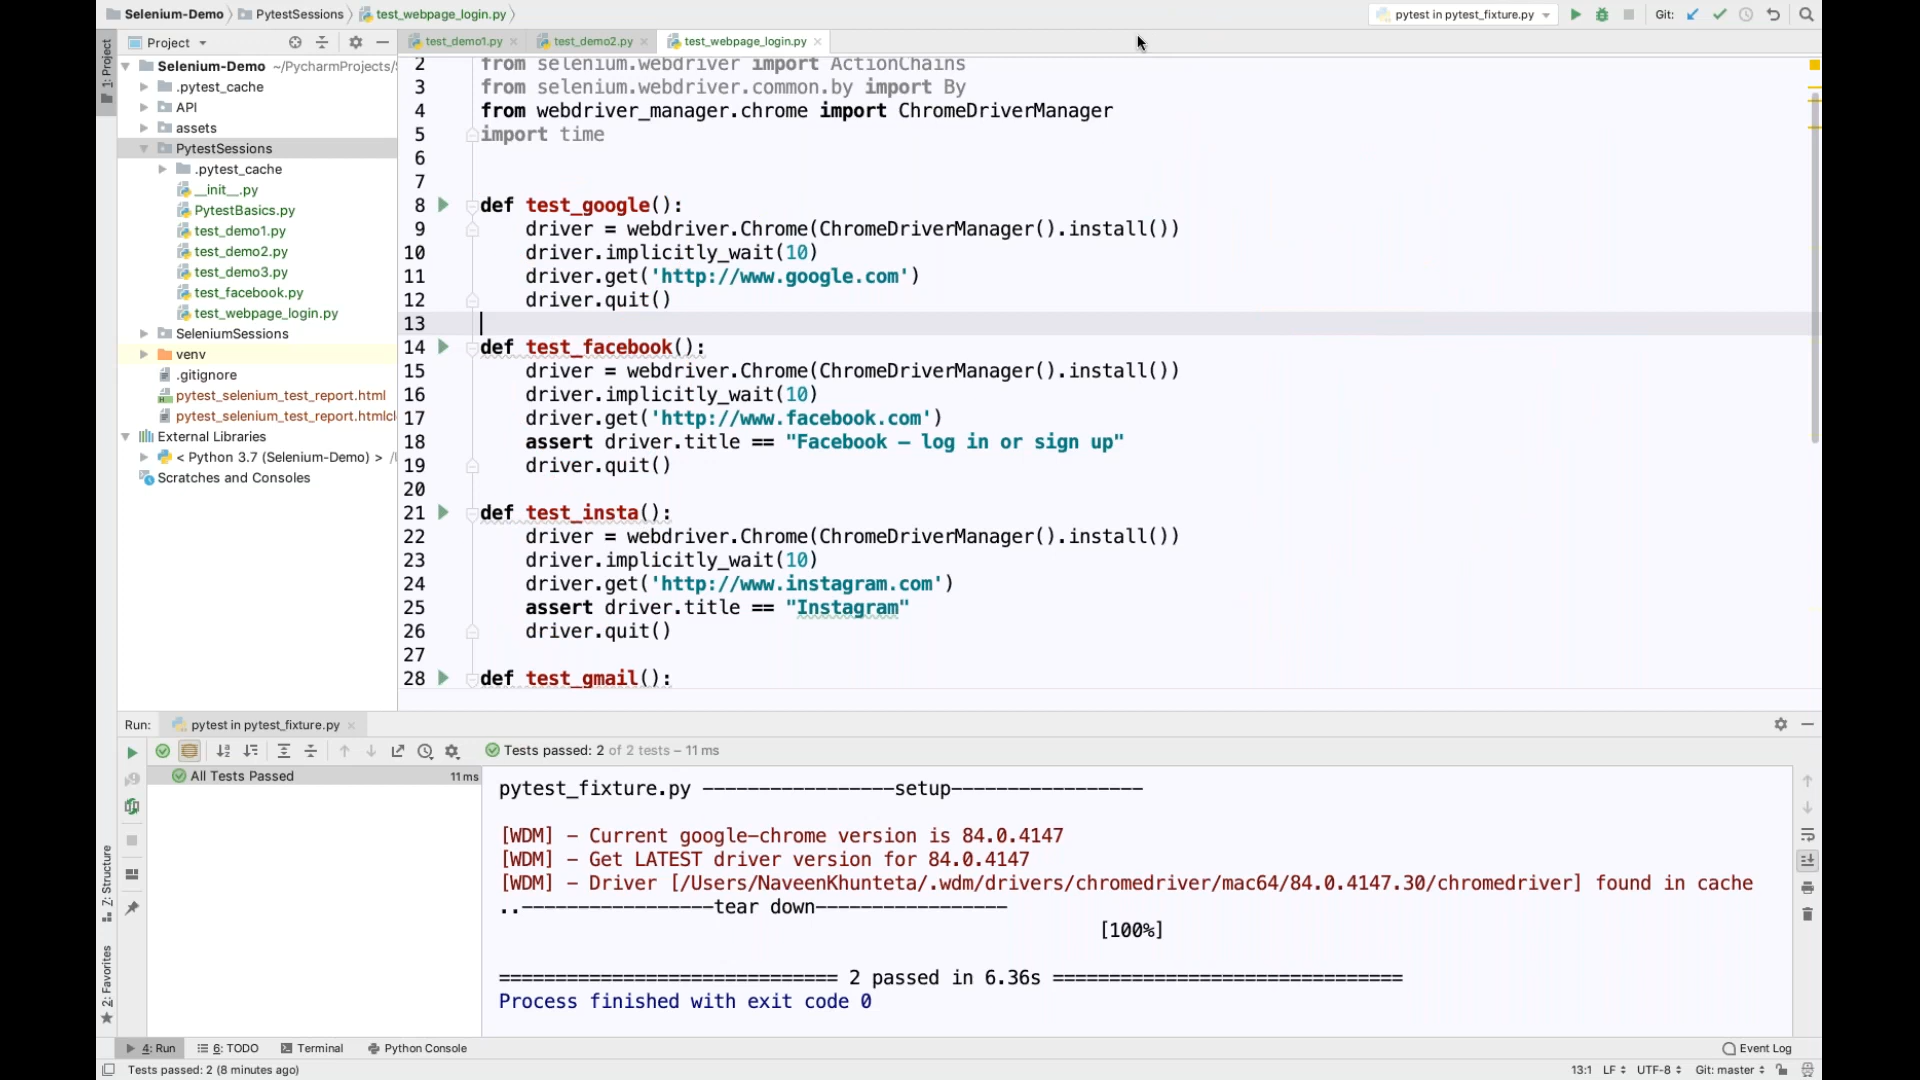 Selenium-Demo PytestSessions test_webpage_login.py
pytest in pytest_fixture.py Git:
1: Project
Project
test_demo1.py test_demo2.py test_webpage_login.py
Selenium-Demo ~/PycharmProjects/
.pytest_cache
API
assets
PytestSessions
.pytest_cache
__init__.py
PytestBasics.py
test_demo1.py
test_demo2.py
test_demo3.py
test_facebook.py
test_webpage_login.py
SeleniumSessions
venv
.gitignore
pytest_selenium_test_report.html
pytest_selenium_test_report.htmlcl
External Libraries
< Python 3.7 (Selenium-Demo) >
Scratches and Consoles
2 from selenium.webdriver import ActionChains
3 from selenium.webdriver.common.by import By
4 from webdriver_manager.chrome import ChromeDriverManager
5 import time
6
7
8 def test_google():
9 driver = webdriver.Chrome(ChromeDriverManager().install())
10 driver.implicitly_wait(10)
11 driver.get('http://www.google.com')
12 driver.quit()
13
14 def test_facebook():
15 driver = webdriver.Chrome(ChromeDriverManager().install())
16 driver.implicitly_wait(10)
17 driver.get('http://www.facebook.com')
18 assert driver.title == "Facebook – log in or sign up"
19 driver.quit()
20
21 def test_insta():
22 driver = webdriver.Chrome(ChromeDriverManager().install())
23 driver.implicitly_wait(10)
24 driver.get('http://www.instagram.com')
25 assert driver.title == "Instagram"
26 driver.quit()
27
28 def test_gmail():
Run: pytest in pytest_fixture.py
Tests passed: 2 of 2 tests – 11 ms
All Tests Passed 11 ms
pytest_fixture.py -----------------setup-----------------
[WDM] - Current google-chrome version is 84.0.4147
[WDM] - Get LATEST driver version for 84.0.4147
[WDM] - Driver [/Users/NaveenKhunteta/.wdm/drivers/chromedriver/mac64/84.0.4147.30/chromedriver] found in cache
..-----------------tear down-----------------
[100%]
============================== 2 passed in 6.36s ===============================
Process finished with exit code 0
Z: Structure
2: Favorites
4: Run 6: TODO Terminal Python Console Event Log
Tests passed: 2 (8 minutes ago) 13:1 LF UTF-8 Git: master